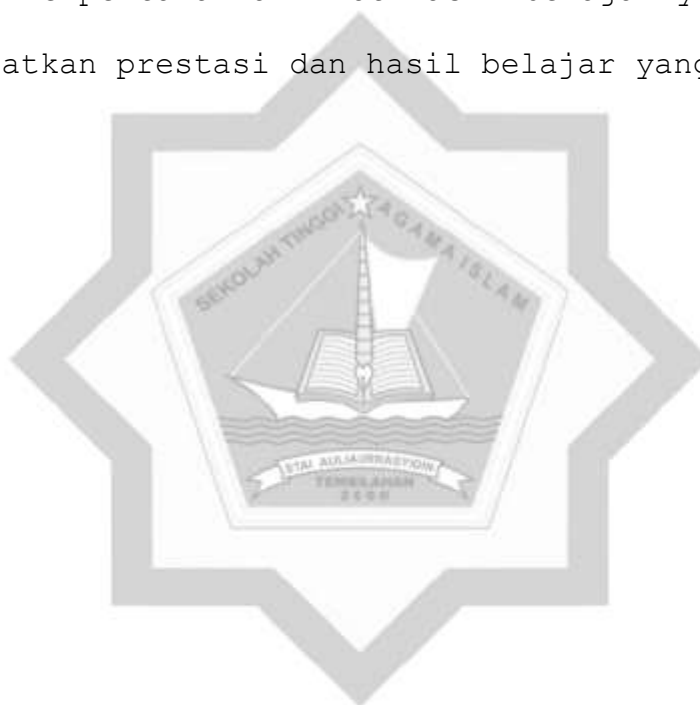 atkan prestasi dan hasil belajar yang
SEKOLAH TINGGI AGAMA ISLAM
STAI AULIAURRASYIDIN
TEMBILAHAN